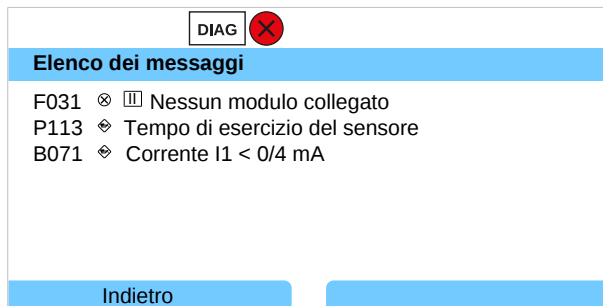 DIAG
Elenco dei messaggi
F031 ⊗ II Nessun modulo collegato
P113 Tempo di esercizio del sensore
B071 Corrente I1 < 0/4 mA
Indietro